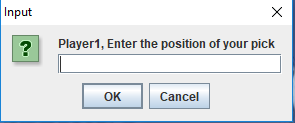 Input
Player1, Enter the position of your pick
OK
Cancel